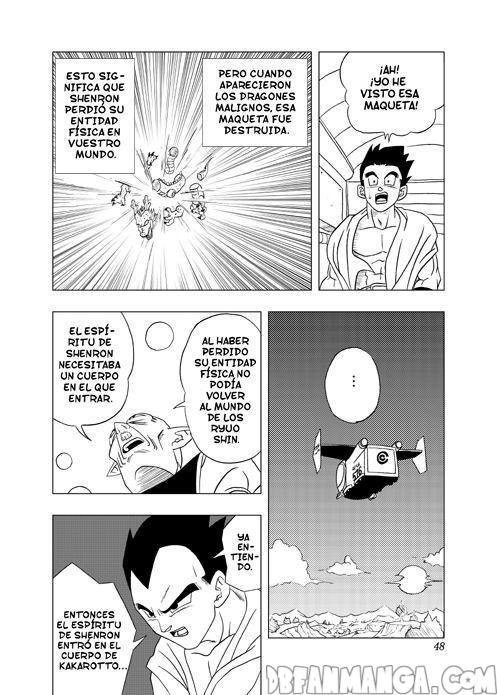 ¡AH!
¡YO HE
VISTO ESA
MAQUETA!
PERO CUANDO
APARECIERON
LOS DRAGONES
MALIGNOS, ESA
MAQUETA FUE
DESTRUIDA.
ESTO SIG-
NIFICA QUE
SHENRON
PERDIÓ SU
ENTIDAD
FÍSICA EN
VUESTRO
MUNDO.
...
AL HABER
PERDIDO
SU ENTIDAD
FÍSICA NO
PODÍA
VOLVER
AL MUNDO
DE LOS
RYUO
SHIN.
EL ESPÍ-
RITU DE
SHENRON
NECESITABA
UN CUERPO
EN EL QUE
ENTRAR.
YA
EN-
TIEN-
DO.
ENTONCES
EL ESPÍRITU
DE SHENRON
ENTRÓ EN EL
CUERPO DE
KAKAROTTO...
48
DBFANMANGA.COM